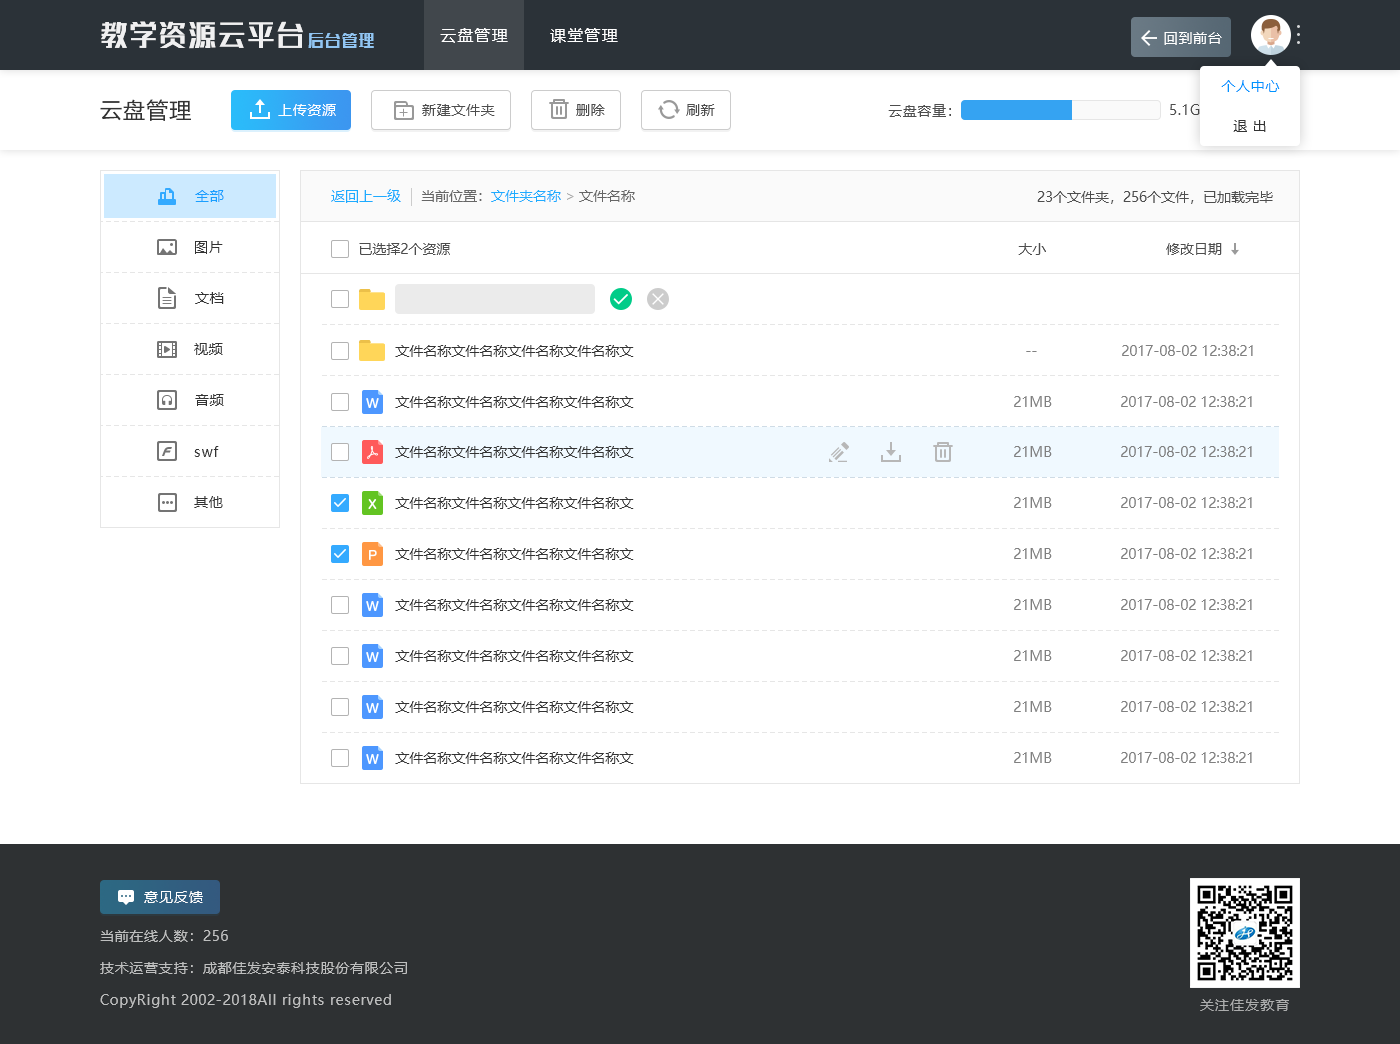 教学资源云平台 后台管理 云盘管理 课堂管理 回到前台
个人中心
退 出
云盘管理 上传资源 新建文件夹 删除 刷新 云盘容量： 5.1G
全部
图片
文档
视频
音频
swf
其他
返回上一级 当前位置：文件夹名称 > 文件名称 23个文件夹，256个文件，已加载完毕
已选择2个资源 大小 修改日期
文件名称文件名称文件名称文件名称文 -- 2017-08-02 12:38:21
W 文件名称文件名称文件名称文件名称文 21MB 2017-08-02 12:38:21
文件名称文件名称文件名称文件名称文 21MB 2017-08-02 12:38:21
X 文件名称文件名称文件名称文件名称文 21MB 2017-08-02 12:38:21
P 文件名称文件名称文件名称文件名称文 21MB 2017-08-02 12:38:21
W 文件名称文件名称文件名称文件名称文 21MB 2017-08-02 12:38:21
W 文件名称文件名称文件名称文件名称文 21MB 2017-08-02 12:38:21
W 文件名称文件名称文件名称文件名称文 21MB 2017-08-02 12:38:21
W 文件名称文件名称文件名称文件名称文 21MB 2017-08-02 12:38:21
意见反馈
当前在线人数：256
技术运营支持：成都佳发安泰科技股份有限公司
CopyRight 2002-2018All rights reserved
关注佳发教育